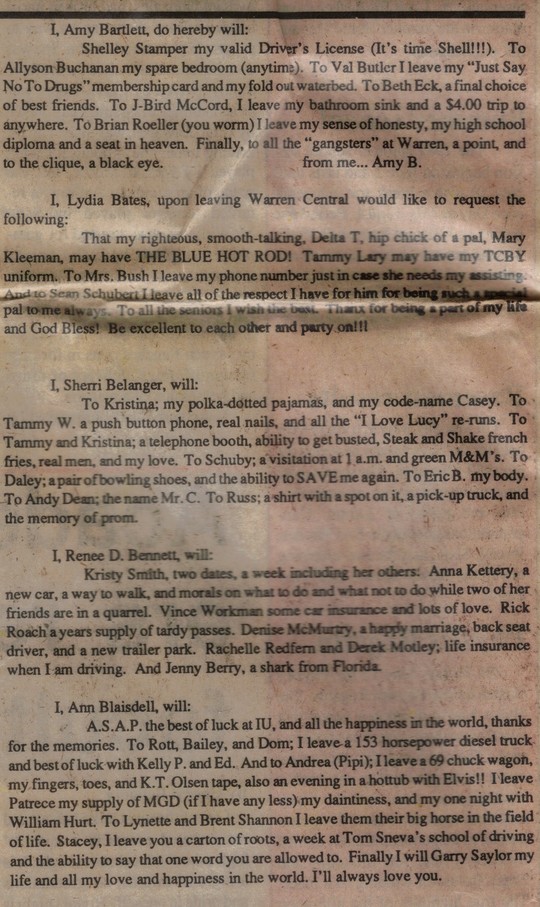 I, Amy Bartlett, do hereby will:
Shelley Stamper my valid Driver's License (It's time Shell!!!). To
Allyson Buchanan my spare bedroom (anytime). To Val Butler I leave my "Just Say
No To Drugs" membership card and my fold out waterbed. To Beth Eck, a final choice
of best friends. To J-Bird McCord, I leave my bathroom sink and a $4.00 trip to
anywhere. To Brian Roeller (you worm) I leave my sense of honesty, my high school
diploma and a seat in heaven. Finally, to all the "gangsters" at Warren, a point, and
to the clique, a black eye. from me... Amy B.
I, Lydia Bates, upon leaving Warren Central would like to request the
following:
That my righteous, smooth-talking, Delta T, hip chick of a pal, Mary
Kleeman, may have THE BLUE HOT ROD! Tammy Lary may have my TCBY
uniform. To Mrs. Bush I leave my phone number just in case she needs my assisting.
And to Sean Schubert I leave all of the respect I have for him for being such a special
pal to me always. To all the seniors I wish the best. Thanx for being a part of my life
and God Bless! Be excellent to each other and party on!!!
I, Sherri Belanger, will:
To Kristina; my polka-dotted pajamas, and my code-name Casey. To
Tammy W. a push button phone, real nails, and all the "I Love Lucy" re-runs. To
Tammy and Kristina; a telephone booth, ability to get busted, Steak and Shake french
fries, real men, and my love. To Schuby; a visitation at 1 a.m. and green M&M's. To
Daley; a pair of bowling shoes, and the ability to SAVE me again. To Eric B. my body.
To Andy Dean; the name Mr. C. To Russ; a shirt with a spot on it, a pick-up truck, and
the memory of prom.
I, Renee D. Bennett, will:
Kristy Smith, two dates, a week including her others. Anna Kettery, a
new car, a way to walk, and morals on what to do and what not to do while two of her
friends are in a quarrel. Vince Workman some car insurance and lots of love. Rick
Roach a years supply of tardy passes. Denise McMurtry, a happy marriage, back seat
driver, and a new trailer park. Rachelle Redfern and Derek Motley; life insurance
when I am driving. And Jenny Berry, a shark from Florida.
I, Ann Blaisdell, will:
A.S.A.P. the best of luck at IU, and all the happiness in the world, thanks
for the memories. To Rott, Bailey, and Dom; I leave a 153 horsepower diesel truck
and best of luck with Kelly P. and Ed. And to Andrea (Pipi); I leave a 69 chuck wagon,
my fingers, toes, and K.T. Olsen tape, also an evening in a hottub with Elvis!! I leave
Patrece my supply of MGD (if I have any less) my daintiness, and my one night with
William Hurt. To Lynette and Brent Shannon I leave them their big horse in the field
of life. Stacey, I leave you a carton of roots, a week at Tom Sneva's school of driving
and the ability to say that one word you are allowed to. Finally I will Garry Saylor my
life and all my love and happiness in the world. I'll always love you.